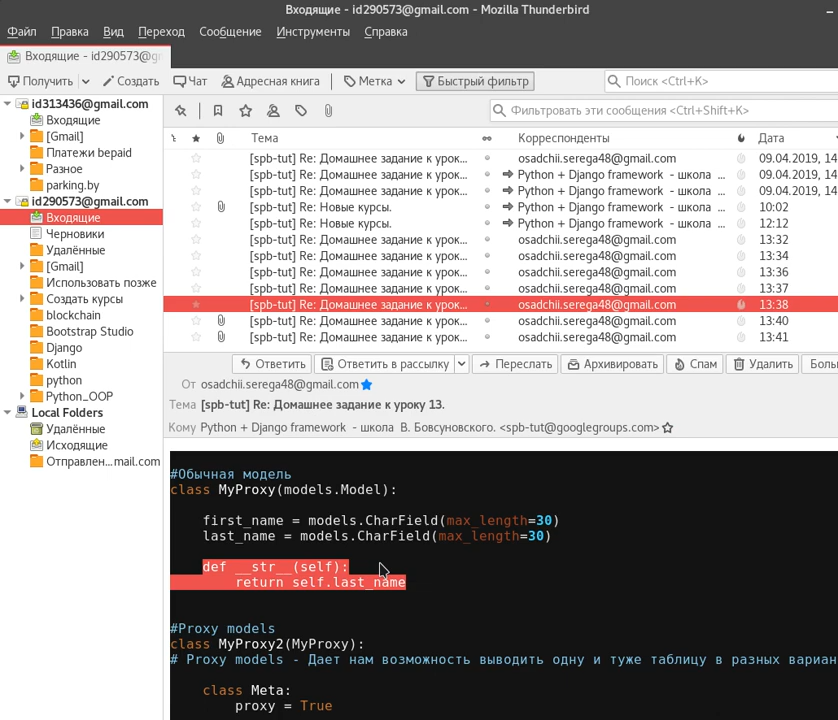 Входящие - id290573@gmail.com - Mozilla Thunderbird
Файл Правка Вид Переход Сообщение Инструменты Справка
Входящие - id290573@g
Получить Создать Чат Адресная книга Метка Быстрый фильтр Поиск <Ctrl+K>
id313436@gmail.com
Входящие
[Gmail]
Платежи bepaid
Разное
parking.by
id290573@gmail.com
Входящие
Черновики
Удалённые
[Gmail]
Использовать позже
Создать курсы
blockchain
Bootstrap Studio
Django
Kotlin
python
Python_OOP
Local Folders
Удалённые
Исходящие
Отправлен...mail.com
Фильтровать эти сообщения <Ctrl+Shift+K>
Тема Корреспонденты Дата
[spb-tut] Re: Домашнее задание к урок... osadchii.serega48@gmail.com 09.04.2019, 14
[spb-tut] Re: Домашнее задание к урок... Python + Django framework - школа ... 09.04.2019, 14
[spb-tut] Re: Домашнее задание к урок... Python + Django framework - школа ... 09.04.2019, 14
[spb-tut] Re: Новые курсы. Python + Django framework - школа ... 10:02
[spb-tut] Re: Новые курсы. Python + Django framework - школа ... 12:12
[spb-tut] Re: Домашнее задание к урок... osadchii.serega48@gmail.com 13:32
[spb-tut] Re: Домашнее задание к урок... osadchii.serega48@gmail.com 13:34
[spb-tut] Re: Домашнее задание к урок... osadchii.serega48@gmail.com 13:36
[spb-tut] Re: Домашнее задание к урок... osadchii.serega48@gmail.com 13:37
[spb-tut] Re: Домашнее задание к урок... osadchii.serega48@gmail.com 13:38
[spb-tut] Re: Домашнее задание к урок... osadchii.serega48@gmail.com 13:40
[spb-tut] Re: Домашнее задание к урок... osadchii.serega48@gmail.com 13:41
Ответить Ответить в рассылку Переслать Архивировать Спам Удалить Боль
От osadchii.serega48@gmail.com
Тема [spb-tut] Re: Домашнее задание к уроку 13.
Кому Python + Django framework - школа В. Бовсуновского. <spb-tut@googlegroups.com>
#Обычная модель
class MyProxy(models.Model):
first_name = models.CharField(max_length=30)
last_name = models.CharField(max_length=30)
def __str__(self):
return self.last_name
#Proxy models
class MyProxy2(MyProxy):
# Proxy models - Дает нам возможность выводить одну и туже таблицу в разных вариан
class Meta:
proxy = True